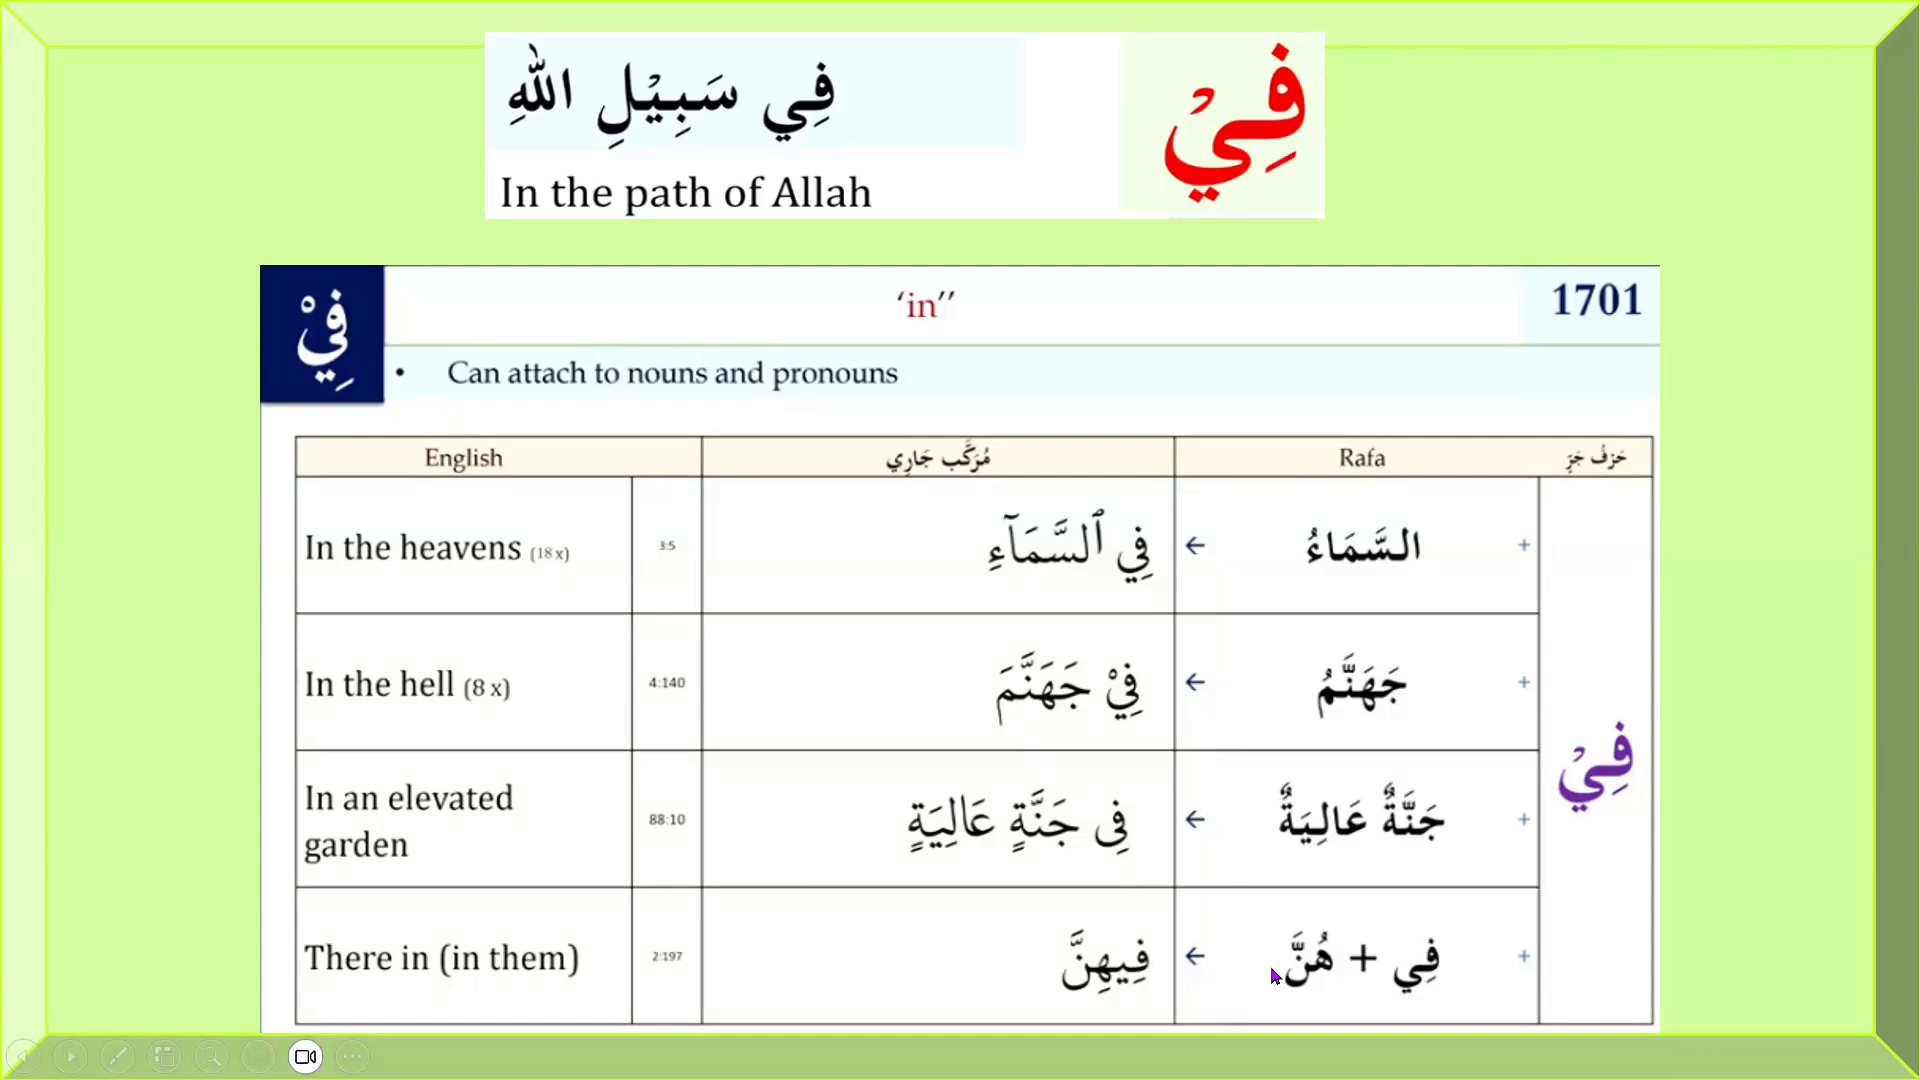 فِي سَبِيْلِ اللهِ
فِيْ
In the path of Allah
فِيْ
‘in’’
1701
• Can attach to nouns and pronouns
English
مُرَكَّب جَارِي
Rafa
حَرْفُ جَرٍّ
In the heavens (18 x)
3:5
فِي ٱلسَّمَآءِ
←
السَّمَاءُ
+
In the hell (8 x)
4:140
فِيْ جَهَنَّمَ
←
جَهَنَّمُ
+
فِيْ
In an elevated
garden
88:10
فِى جَنَّةٍ عَالِيَةٍ
←
جَنَّةٌ عَالِيَةٌ
+
There in (in them)
2:197
فِيهِنَّ
←
فِي + هُنَّ
+